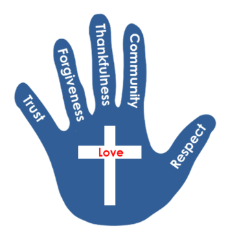 Trust
Forgiveness
Thankfulness
Community
Respect
Love